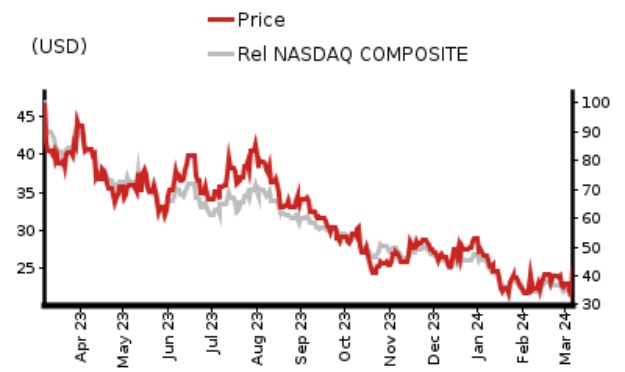 Price
(USD)
Rel NASDAQ COMPOSITE
45
40
35
30
25
100
90
80
70
60
50
40
30
Apr 23
May 23
Jun 23
Jul 23
Aug 23
Sep 23
Oct 23
Nov 23
Dec 23
Jan 24
Feb 24
Mar 24